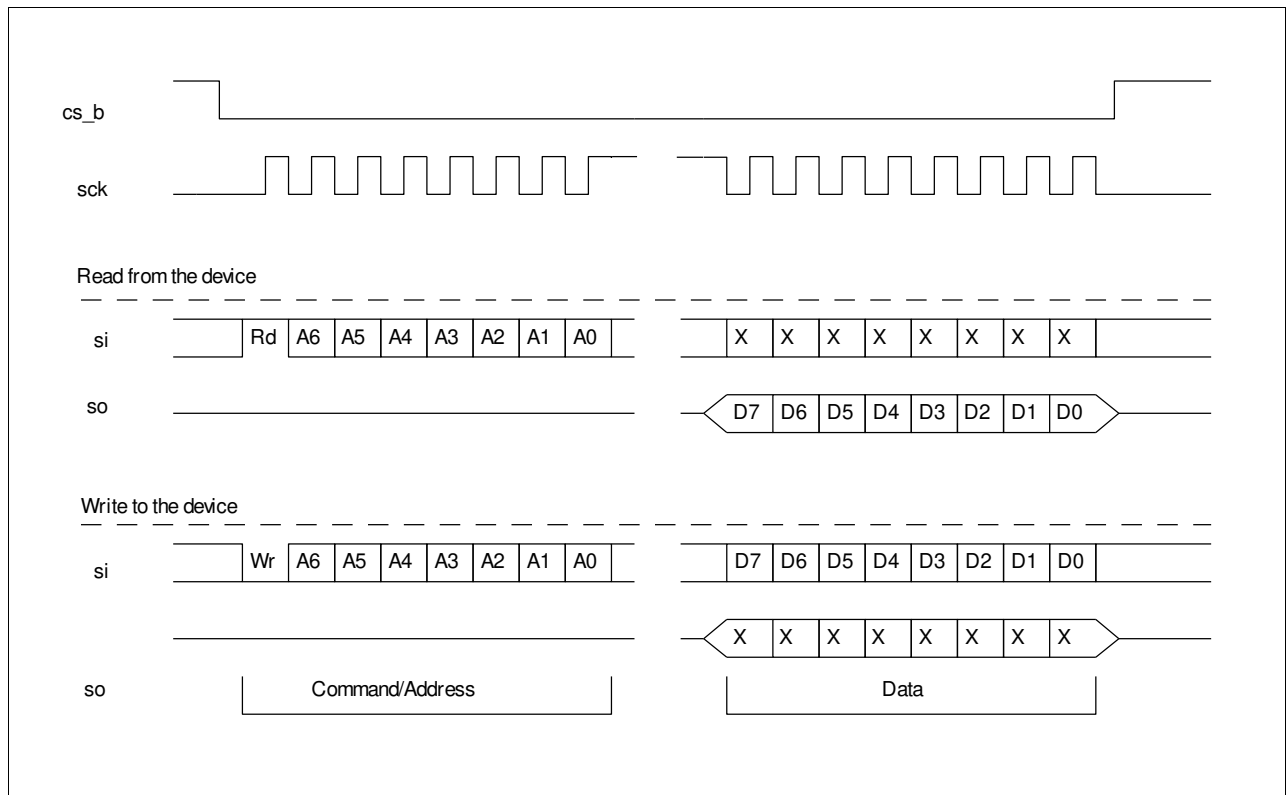 cs_b
sck
Read from the device
si Rd A6 A5 A4 A3 A2 A1 A0 X X X X X X X X
so D7 D6 D5 D4 D3 D2 D1 D0
Write to the device
si Wr A6 A5 A4 A3 A2 A1 A0 D7 D6 D5 D4 D3 D2 D1 D0
X X X X X X X X
so Command/Address Data